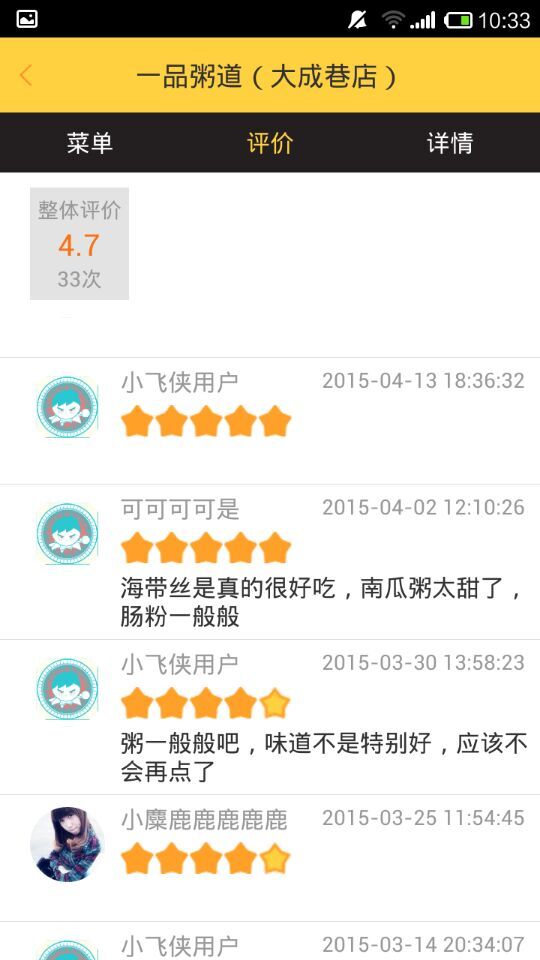 10:33
一品粥道（大成巷店）
菜单 评价 详情
整体评价
4.7
33次
小飞侠用户 2015-04-13 18:36:32
可可可可是 2015-04-02 12:10:26
海带丝是真的很好吃，南瓜粥太甜了，
肠粉一般般
小飞侠用户 2015-03-30 13:58:23
粥一般般吧，味道不是特别好，应该不
会再点了
小麋鹿鹿鹿鹿鹿 2015-03-25 11:54:45
小飞侠用户 2015-03-14 20:34:07